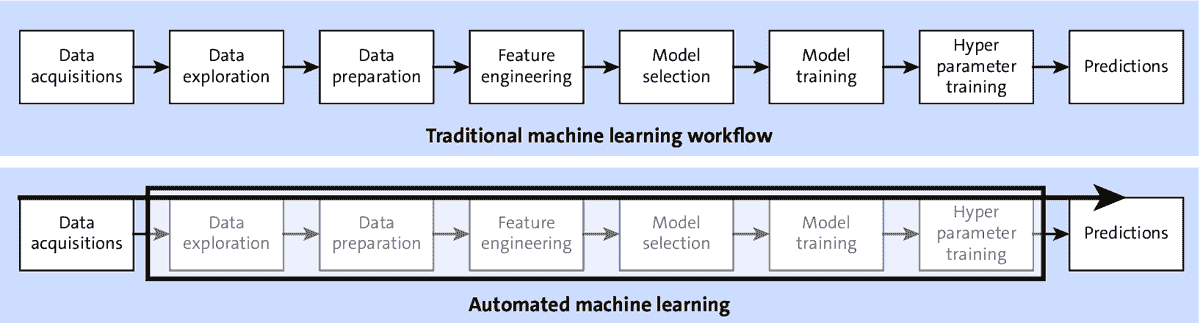 Data
acquisitions
Data
exploration
Data
preparation
Feature
engineering
Model
selection
Model
training
Hyper
parameter
training
Predictions
Traditional machine learning workflow
Data
acquisitions
Data
exploration
Data
preparation
Feature
engineering
Model
selection
Model
training
Hyper
parameter
training
Predictions
Automated machine learning